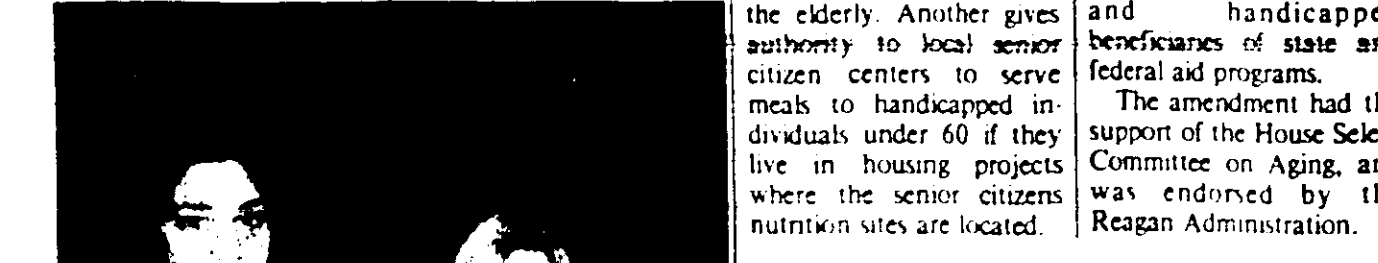 the elderly. Another gives
authority to local senior
citizen centers to serve
meals to handicapped in-
dividuals under 60 if they
live in housing projects
where the senior citizens
nutrition sites are located.
and handicappe
beneficiaries of state an
federal aid programs.
The amendment had th
support of the House Sele
Committee on Aging, an
was endorsed by th
Reagan Administration.